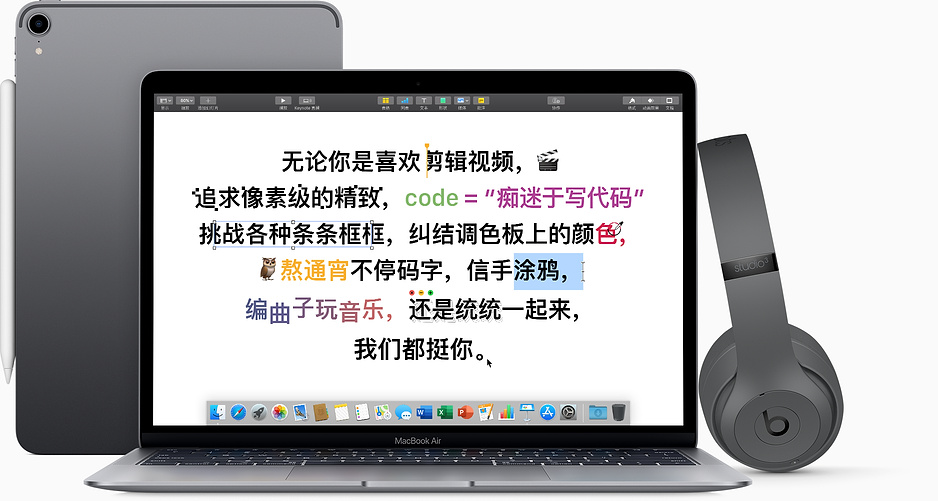 无论你是喜欢剪辑视频，
追求像素级的精致，code = "痴迷于写代码"
挑战各种条条框框，纠结调色板上的颜色，
熬通宵不停码字，信手涂鸦，
编曲子玩音乐，还是统统一起来，
我们都挺你。
MacBook Air
studio³